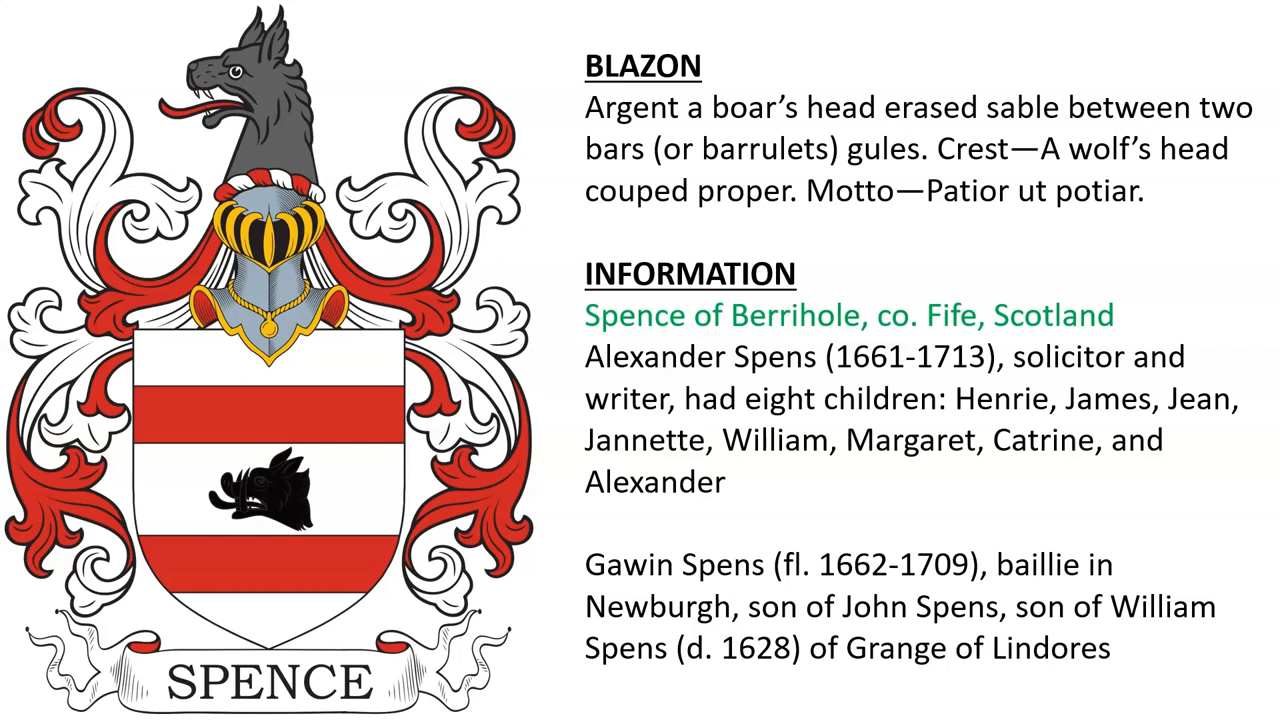 BLAZON
Argent a boar’s head erased sable between two
bars (or barrulets) gules. Crest—A wolf’s head
couped proper. Motto—Patior ut potiar.
INFORMATION
Spence of Berrihole, co. Fife, Scotland
Alexander Spens (1661-1713), solicitor and
writer, had eight children: Henrie, James, Jean,
Jannette, William, Margaret, Catrine, and
Alexander
Gawin Spens (fl. 1662-1709), baillie in
Newburgh, son of John Spens, son of William
Spens (d. 1628) of Grange of Lindores
SPENCE